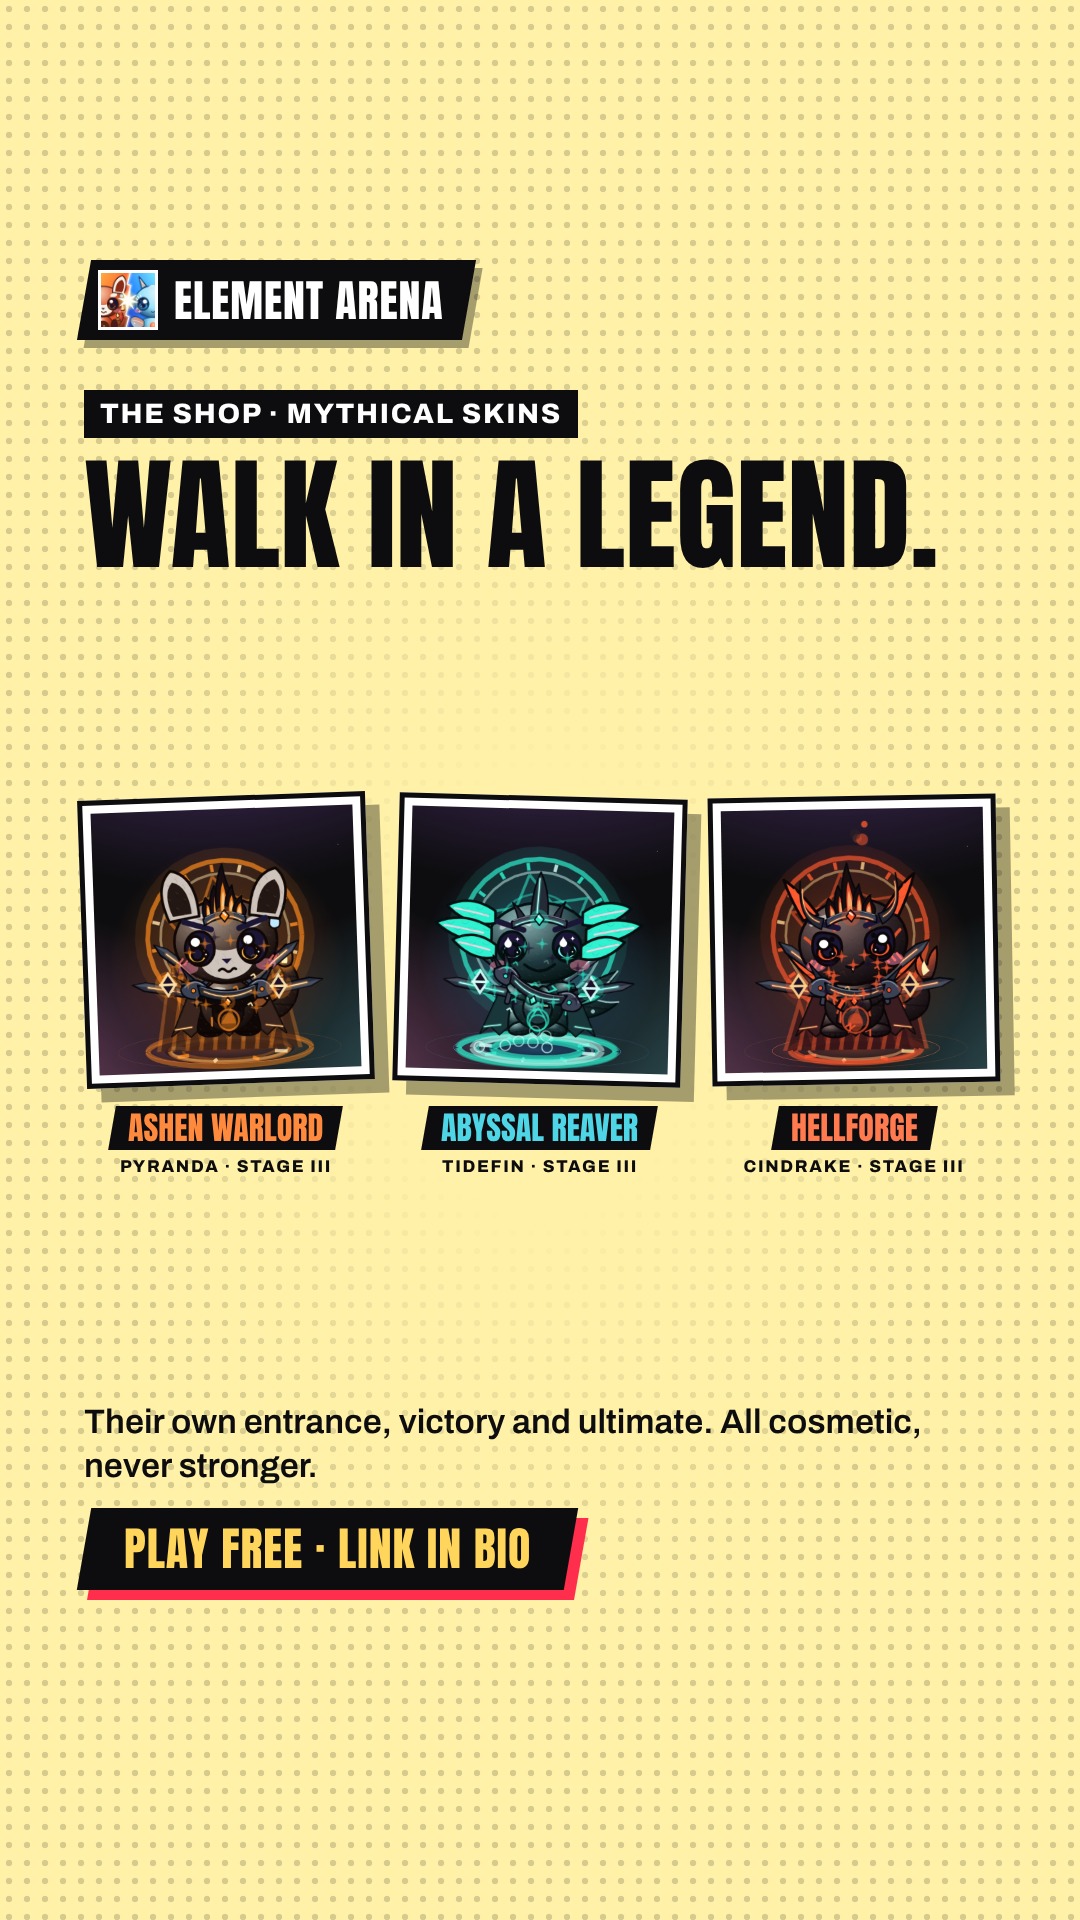 ELEMENT ARENA
THE SHOP · MYTHICAL SKINS
WALK IN A LEGEND.
ASHEN WARLORD
PYRANDA · STAGE III
ABYSSAL REAVER
TIDEFIN · STAGE III
HELLFORGE
CINDRAKE · STAGE III
Their own entrance, victory and ultimate. All cosmetic,
never stronger.
PLAY FREE · LINK IN BIO